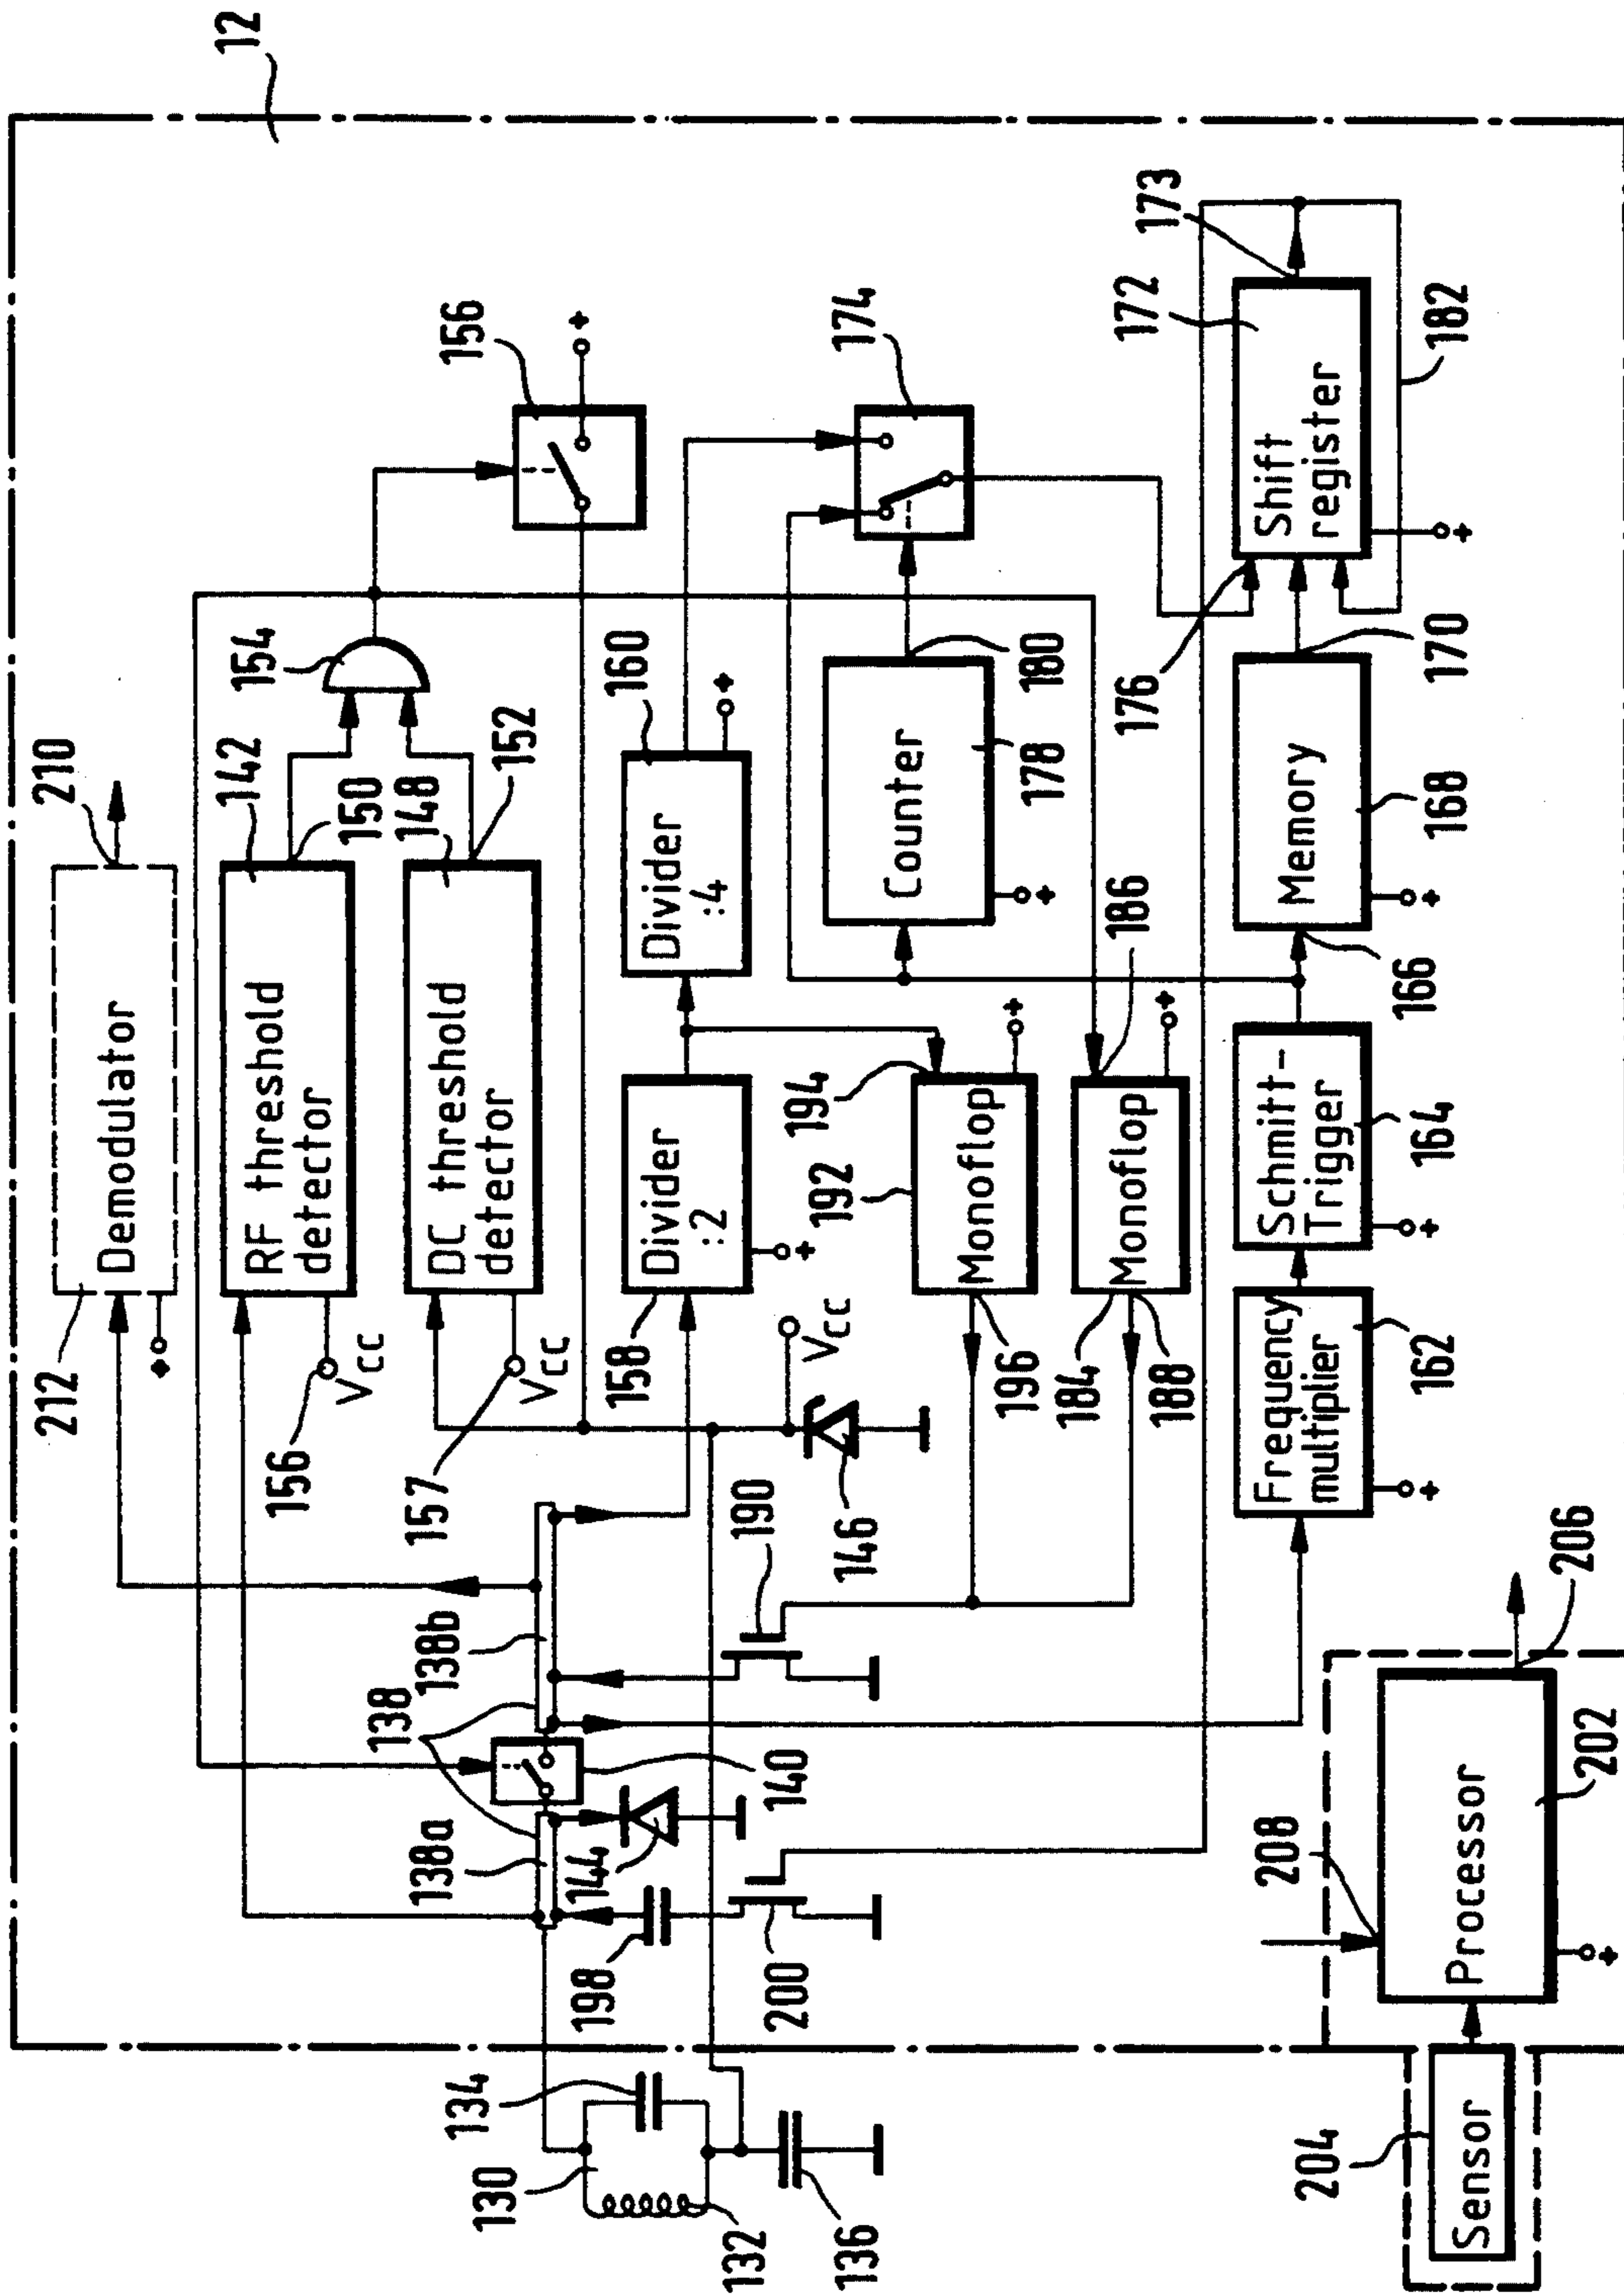 12
210
Demodulator
212
+
142
RF threshold
detector
150
156
VCC
148
DC threshold
detector
152
157
VCC
154
156
+
160
Divider
:4
+
158
Divider
:2
+
174
178
Counter
180
+
194
192
Monoflop
196
+
186
184
Monoflop
188
+
VCC
146
190
138
138a
138b
140
144
198
200
130
132
134
136
172
173
Shift
register
176
182
+
170
Memory
168
166
+
Schmitt-
Trigger
164
+
Frequency
multiplier
162
+
206
208
Processor
202
+
204
Sensor